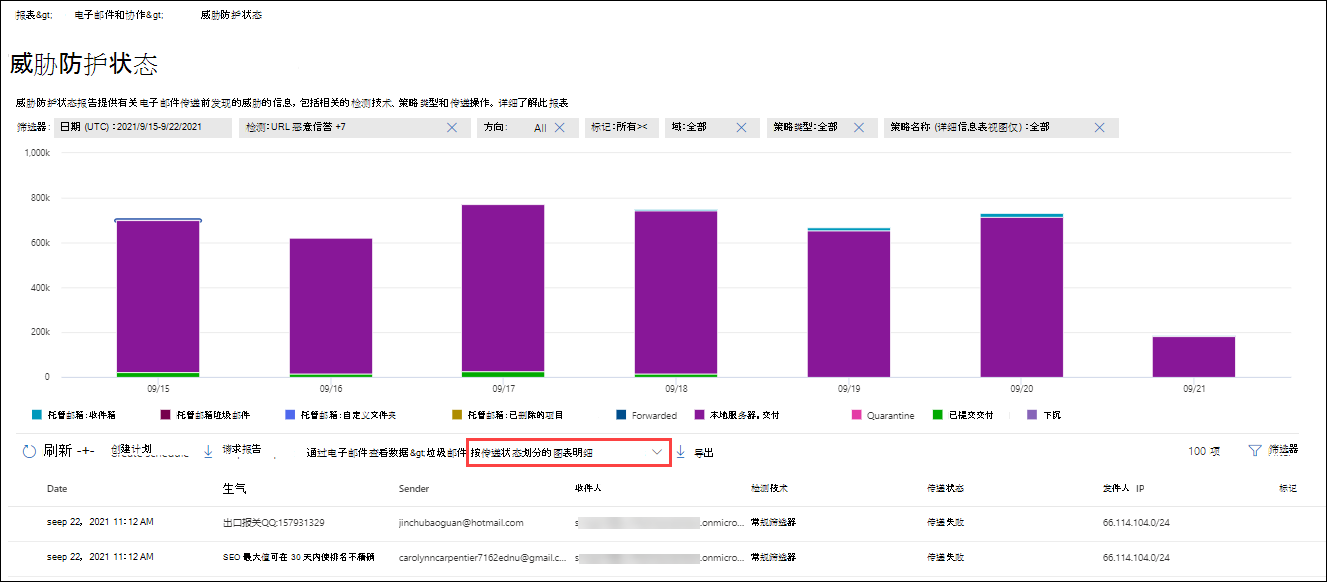 报表&gt; 电子邮件和协作&gt; 威胁防护状态
威胁防护状态
威胁防护状态报告提供有关电子邮件传递前发现的威胁的信息，包括相关的检测技术、策略类型和传递操作。详细了解此报表
筛选器: 日期 (UTC) : 2021/9/15-9/22/2021 检测: URL 恶意信誉 +7 方向: All 标记:所有>< 域:全部 策略类型:全部 策略名称 (详细信息表视图仅) : 全部
1,000k
800k
600k
400k
200k
0
09/15 09/16 09/17 09/18 09/19 09/20 09/21
托管邮箱: 收件箱 托管邮箱垃圾邮件 托管邮箱: 自定义文件夹 托管邮箱: 已删除的项目 Forwarded 本地服务器。交付 Quarantine 已提交交付 下沉
刷新 -+- 创建计划 Create schedule 请求报告 通过电子邮件查看数据&gt垃圾邮件 按传递状态划分的图表明细 导出 100 项 筛选器
Date 生气 Sender 收件人 检测技术 传递状态 发件人 IP 标记
seep 22，2021 11:12 AM 出口报关QQ:157931329 jinchubaoguan@hotmail.com s .onmicro... 常规筛选器 传递失败 66.114.104.0/24
seep 22，2021 11:12 AM SEO 最大值可在 30 天内使排名不精确 carolynncarpentier7162ednu@gmail.c... s .onmicro... 常规筛选器 传递失败 66.114.104.0/24